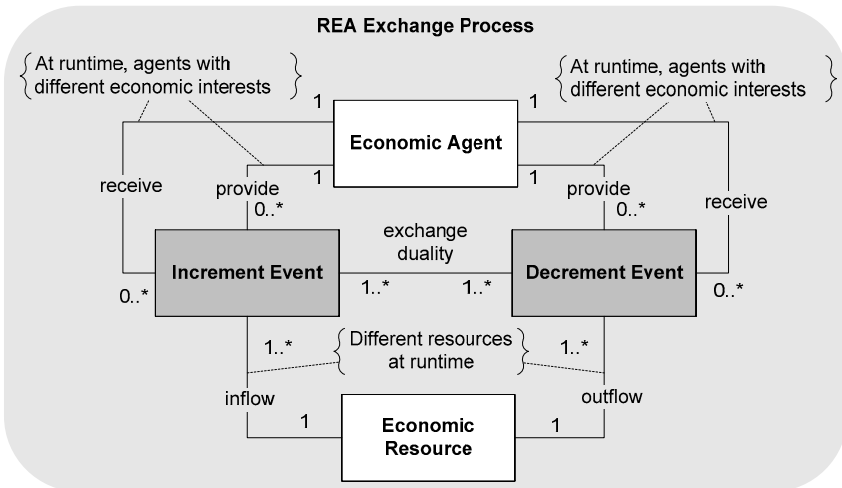 REA Exchange Process
At runtime, agents with
different economic interests
At runtime, agents with
different economic interests
1
1
Economic Agent
1
1
receive
provide
provide
receive
0..*
0..*
exchange
duality
Increment Event
Decrement Event
0..*
1..*
1..*
0..*
1..*
Different resources
at runtime
1..*
inflow
outflow
1
Economic
Resource
1